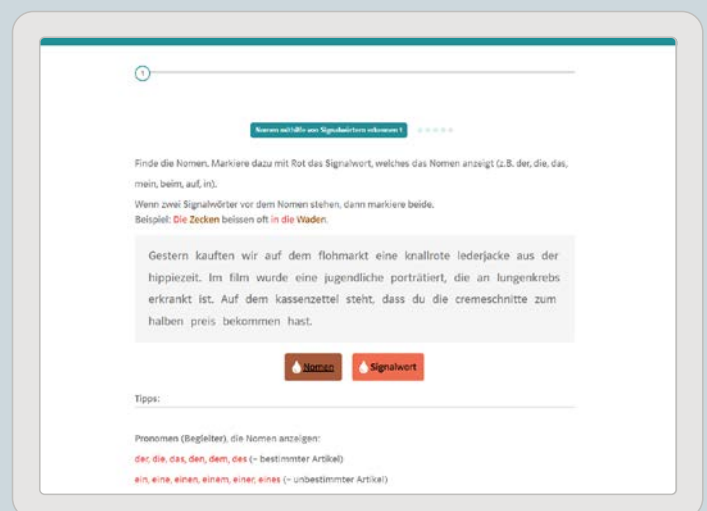 1
Nomen mithilfe von Signalwörtern erkennen 1
Finde die Nomen. Markiere dazu mit Rot das Signalwort, welches das Nomen anzeigt (z.B. der, die, das,
mein, beim, auf, in).
Wenn zwei Signalwörter vor dem Nomen stehen, dann markiere beide.
Beispiel: Die Zecken beissen oft in die Waden.
Gestern kauften wir auf dem flohmarkt eine knallrote lederjacke aus der
hippiezeit. Im film wurde eine jugendliche porträtiert, die an lungenkrebs
erkrankt ist. Auf dem kassenzettel steht, dass du die cremeschnitte zum
halben preis bekommen hast.
Nomen Signalwort
Tipps:
Pronomen (Begleiter), die Nomen anzeigen:
der, die, das, den, dem, des (= bestimmter Artikel)
ein, eine, einen, einem, einer, eines (= unbestimmter Artikel)